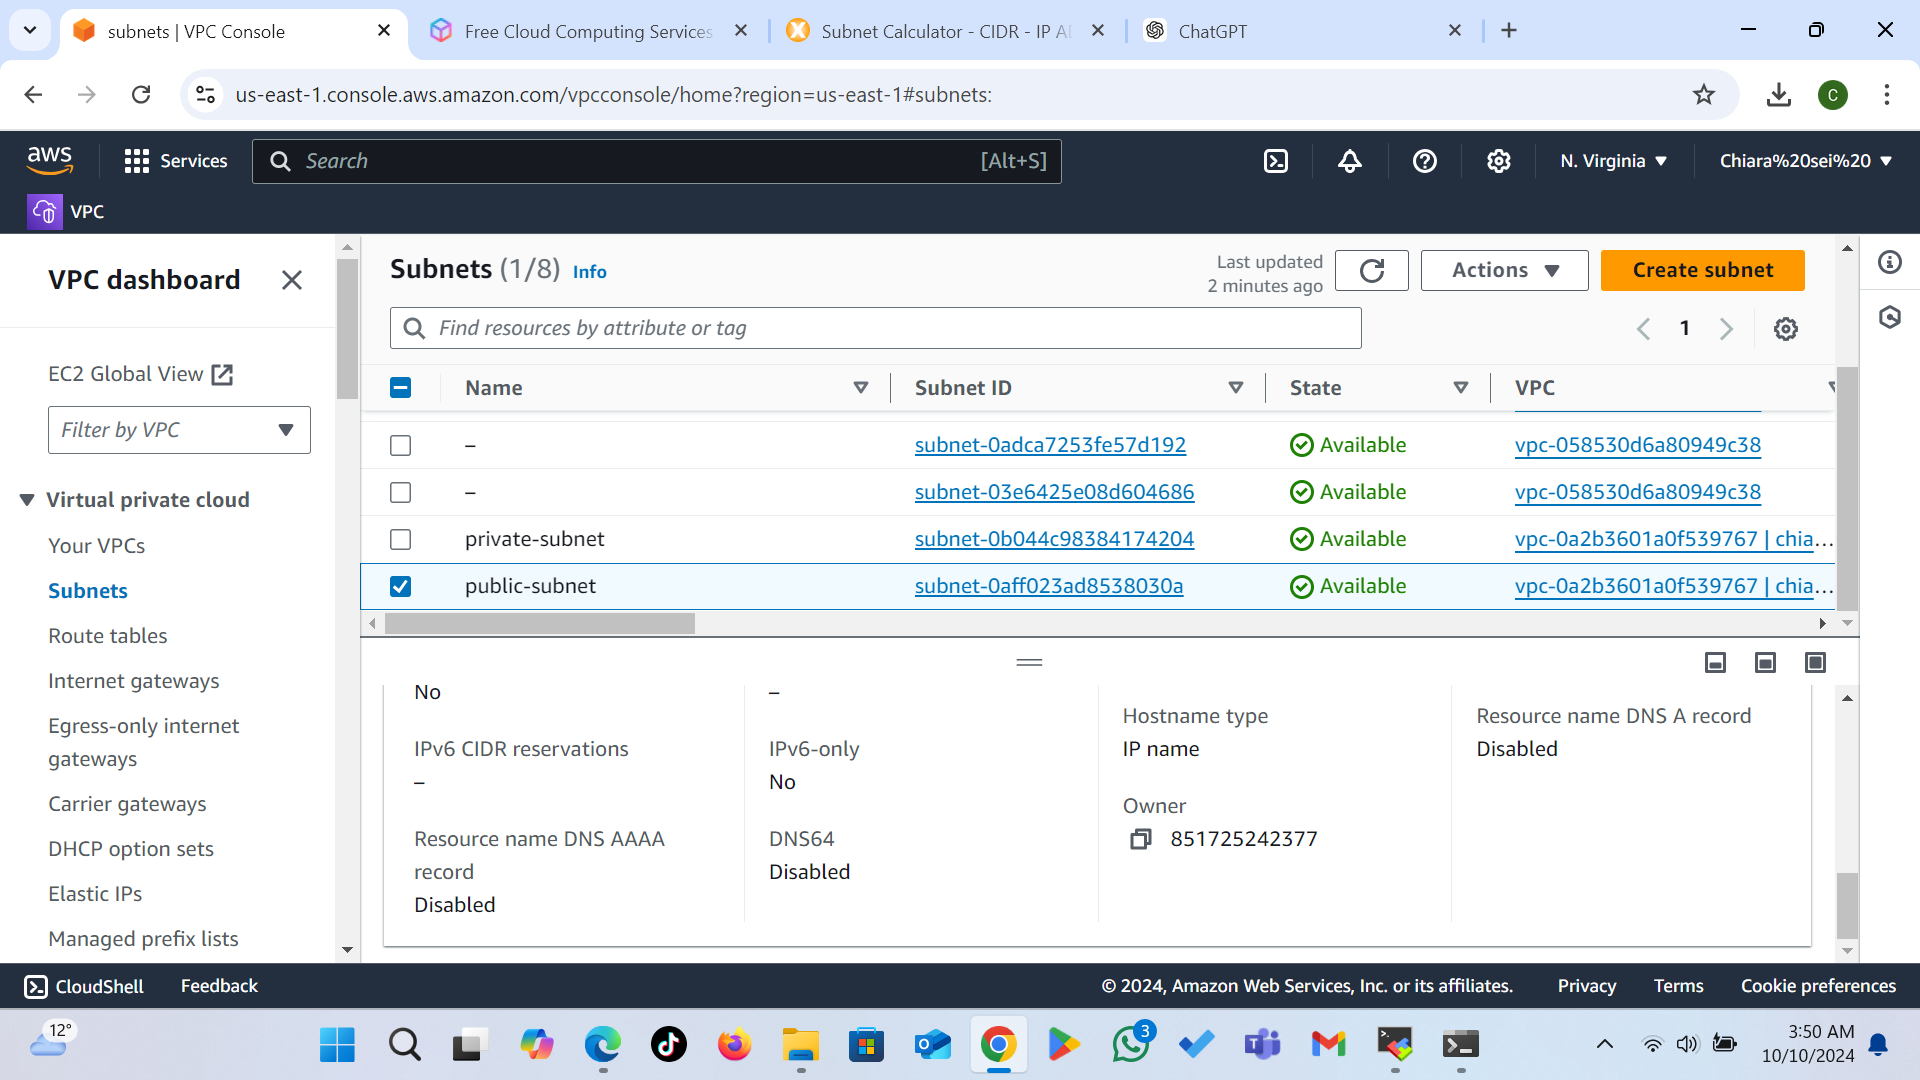 subnets | VPC Console
Free Cloud Computing Services
Subnet Calculator - CIDR - IP A
ChatGPT
us-east-1.console.aws.amazon.com/vpcconsole/home?region=us-east-1#subnets:
C
aws
Services
Search
[Alt+S]
N. Virginia
Chiara%20sei%20
VPC
VPC dashboard
EC2 Global View
Filter by VPC
Virtual private cloud
Your VPCs
Subnets
Route tables
Internet gateways
Egress-only internet
gateways
Carrier gateways
DHCP option sets
Elastic IPs
Managed prefix lists
Subnets (1/8) Info
Last updated
2 minutes ago
Actions
Create subnet
Find resources by attribute or tag
1
Name Subnet ID State VPC
– subnet-0adca7253fe57d192 Available vpc-058530d6a80949c38
– subnet-03e6425e08d604686 Available vpc-058530d6a80949c38
private-subnet subnet-0b044c98384174204 Available vpc-0a2b3601a0f539767 | chia...
public-subnet subnet-0aff023ad8538030a Available vpc-0a2b3601a0f539767 | chia...
No
IPv6 CIDR reservations
–
Resource name DNS AAAA
record
Disabled
–
IPv6-only
No
DNS64
Disabled
Hostname type
IP name
Owner
851725242377
Resource name DNS A record
Disabled
CloudShell
Feedback
© 2024, Amazon Web Services, Inc. or its affiliates.
Privacy
Terms
Cookie preferences
12°
3
3:50 AM
10/10/2024